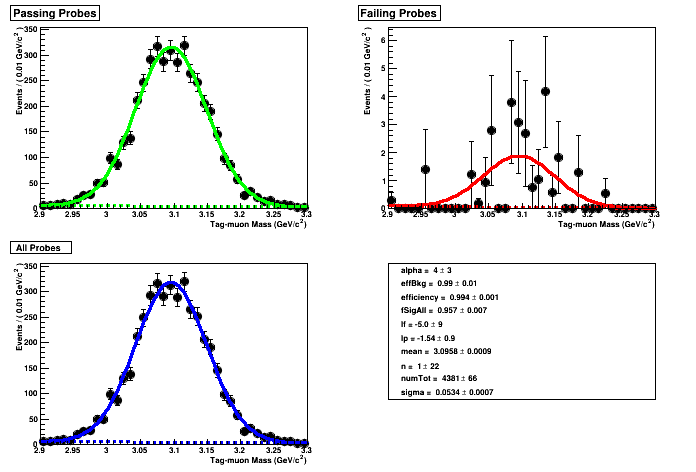 Passing Probes
Events / ( 0.01 GeV/c² )
350
300
250
200
150
100
50
0
2.9 2.95 3 3.05 3.1 3.15 3.2 3.25 3.3
Tag-muon Mass (GeV/c²)
Failing Probes
Events / ( 0.01 GeV/c² )
6
5
4
3
2
1
0
2.9 2.95 3 3.05 3.1 3.15 3.2 3.25 3.3
Tag-muon Mass (GeV/c²)
All Probes
Events / ( 0.01 GeV/c² )
350
300
250
200
150
100
50
0
2.9 2.95 3 3.05 3.1 3.15 3.2 3.25 3.3
Tag-muon Mass (GeV/c²)
alpha = 4 ± 3
effBkg = 0.99 ± 0.01
efficiency = 0.994 ± 0.001
fSigAll = 0.957 ± 0.007
lf = -5.0 ± 9
lp = -1.54 ± 0.9
mean = 3.0958 ± 0.0009
n = 1 ± 22
numTot = 4381 ± 66
sigma = 0.0534 ± 0.0007